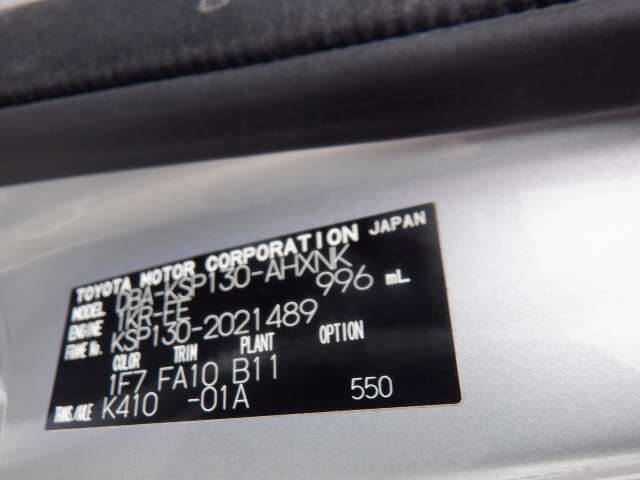 TOYOTA MOTOR CORPORATION JAPAN
MODEL DBA-KSP130-AHXNK
ENGINE 1KR-FE 996 mL
FRAME No. KSP130-2021489
COLOR TRIM PLANT OPTION
1F7 FA10 B11
TRANS/AXLE K410 -01A 550